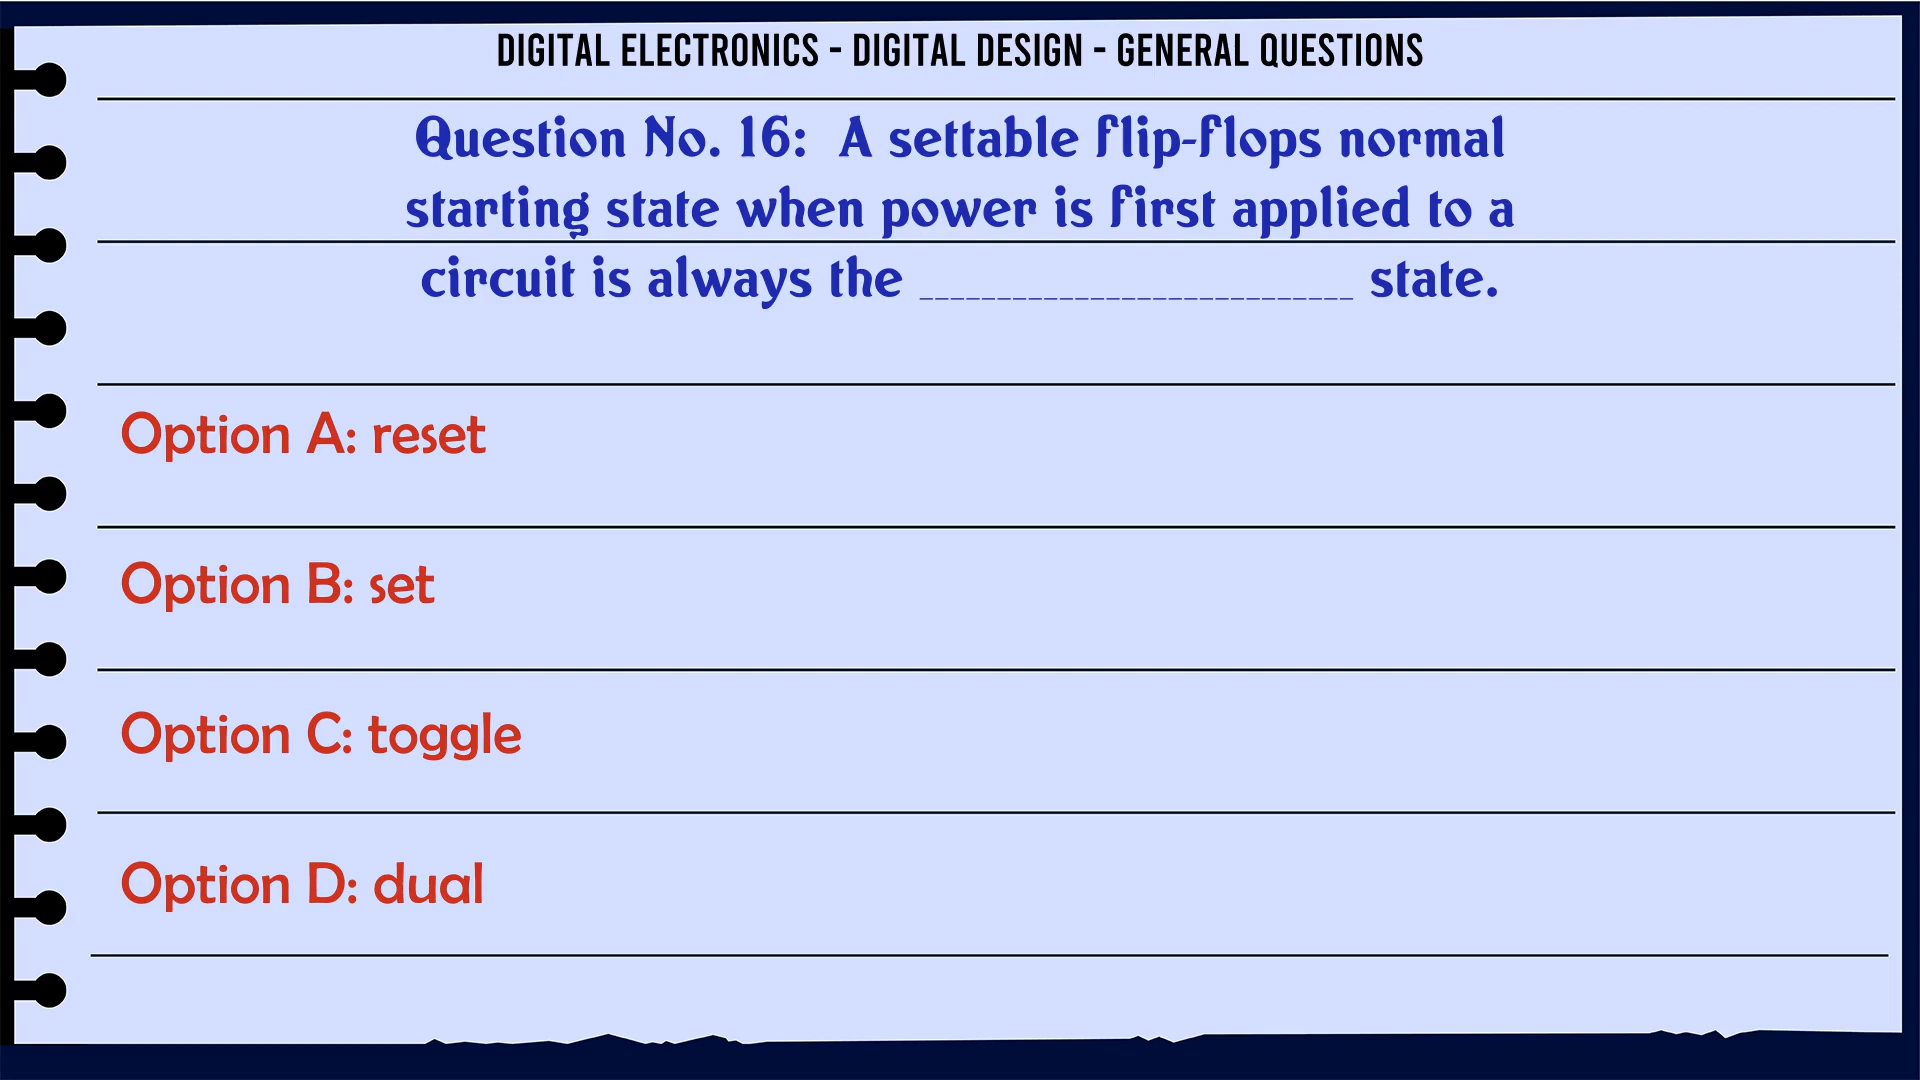 DIGITAL ELECTRONICS - DIGITAL DESIGN - GENERAL QUESTIONS
Question No. 16: A settable flip-flops normal
starting state when power is first applied to a
circuit is always the ____________________________ state.
Option A: reset
Option B: set
Option C: toggle
Option D: dual